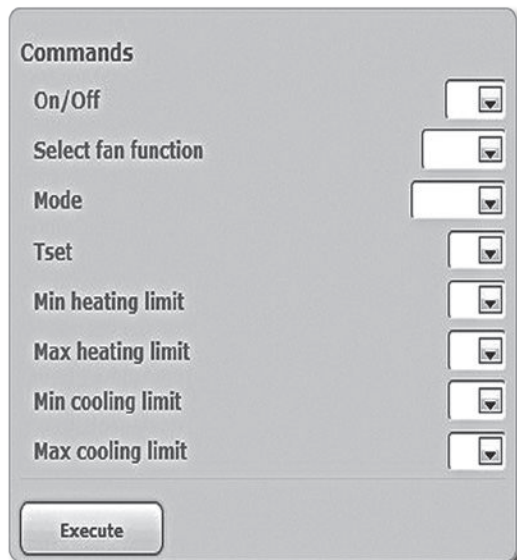 Commands
On/Off
Select fan function
Mode
Tset
Min heating limit
Max heating limit
Min cooling limit
Max cooling limit
Execute